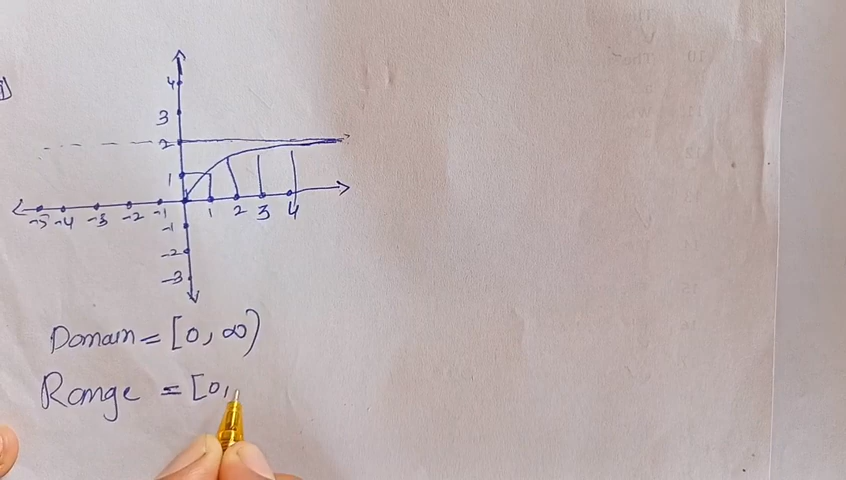 4
3
2
1
-5 -4 -3 -2 -1 1 2 3 4
-1
-2
-3
Domain = [0, ∞)
Range = [0,